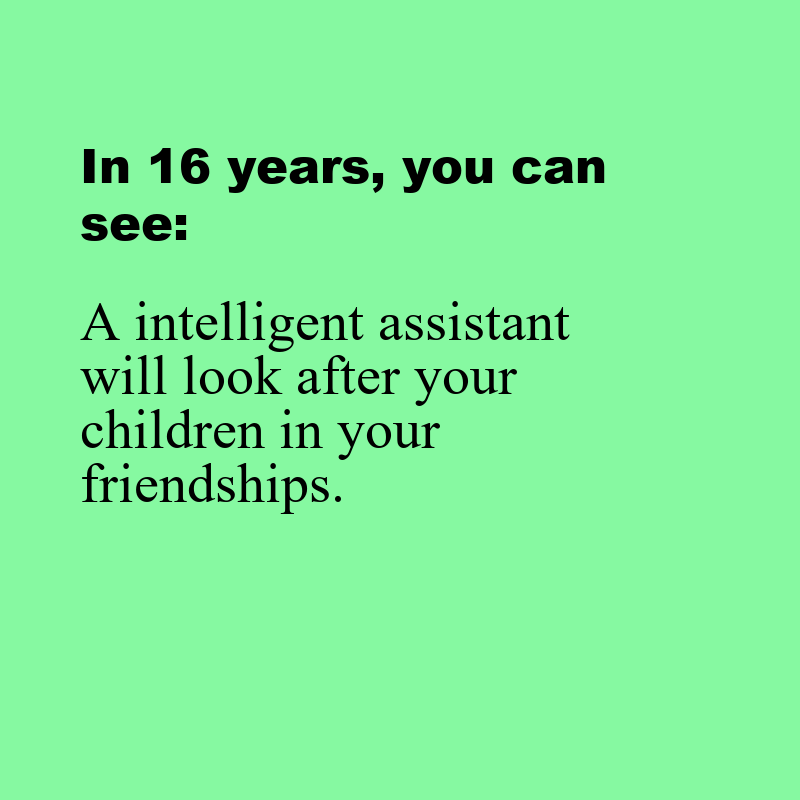 In 16 years, you can
see:
A intelligent assistant
will look after your
children in your
friendships.